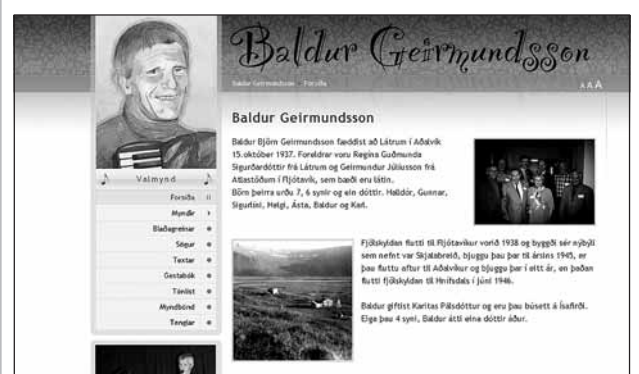 Baldur Geirmundsson
Baldur Geirmundsson Forsíða
A A A
Valmynd
Forsíða
Myndir
Blaðagreinar
Sögur
Textar
Gestabók
Tónlist
Myndbönd
Tenglar
Baldur Geirmundsson
Baldur Björn Geirmundsson fæddist að Látrum í Aðalvík
15.október 1937. Foreldrar voru Regína Guðmunda
Sigurðardóttir frá Látrum og Geirmundur Júlíusson frá
Atlastöðum í Fljótavík, sem bæði eru látin.
Börn þeirra urðu 7, 6 synir og ein dóttir. Halldór, Gunnar,
Sigurlíni, Helgi, Ásta, Baldur og Karl.
Fjölskyldan flutti til Fljótavíkur vorið 1938 og byggði sér nýbýli
sem nefnt var Skjalabreið, bjuggu þau þar til ársins 1945, er
þau fluttu aftur til Aðalvíkur og bjuggu þar í eitt ár, en þaðan
flutti fjölskyldan til Hnífsdals í júní 1946.
Baldur giftist Karitas Pálsdóttur og eru þau búsett á Ísafirði.
Eiga þau 4 syni, Baldur átti eina dóttir áður.